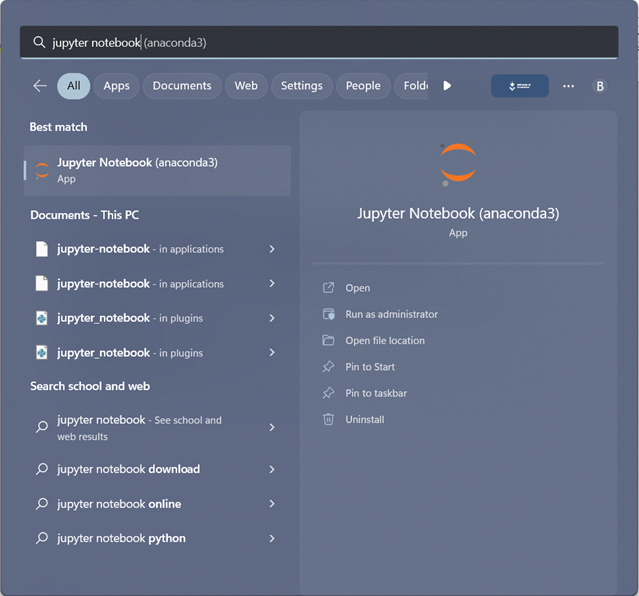 jupyter notebook (anaconda3)
All Apps Documents Web Settings People Folde
B
Best match
Jupyter Notebook (anaconda3)
App
Documents - This PC
jupyter-notebook - in applications
jupyter-notebook - in applications
jupyter_notebook - in plugins
jupyter_notebook - in plugins
Search school and web
jupyter notebook - See school and
web results
jupyter notebook download
jupyter notebook online
jupyter notebook python
Jupyter Notebook (anaconda3)
App
Open
Run as administrator
Open file location
Pin to Start
Pin to taskbar
Uninstall